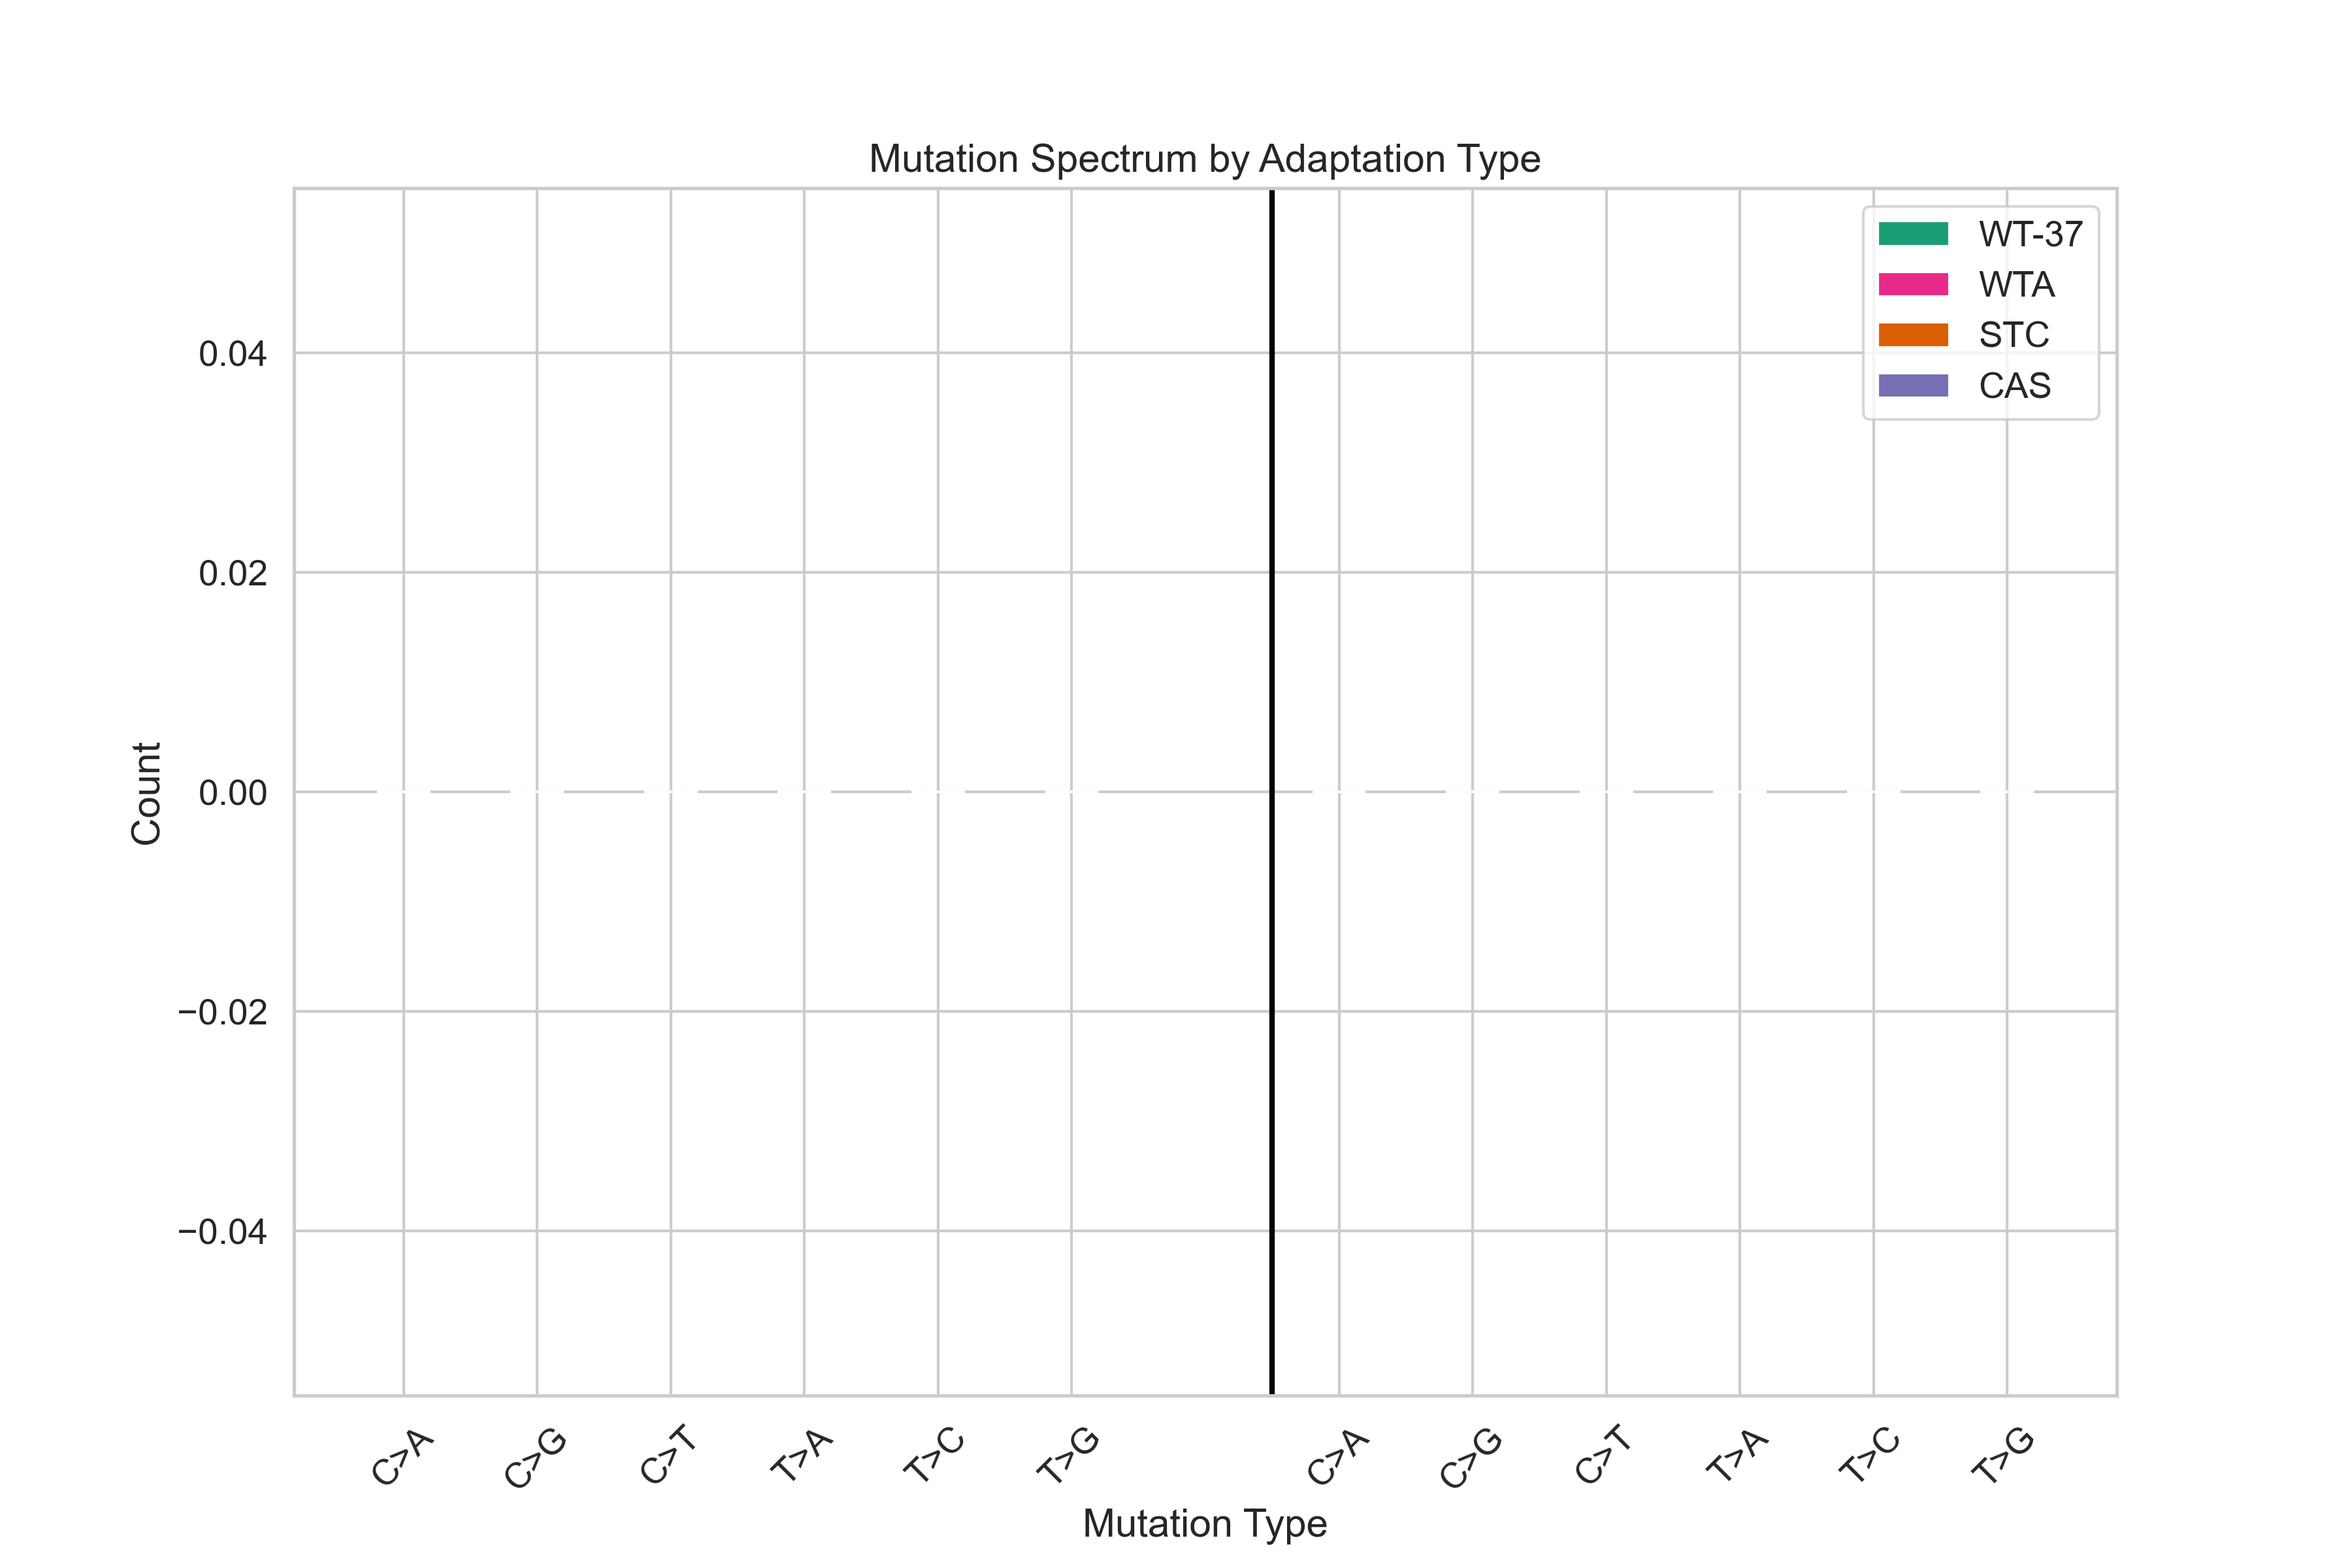 Mutation Spectrum by Adaptation Type
WT-37
WTA
STC
CAS
0.04
0.02
0.00
−0.02
−0.04
Count
C>A
C>G
C>T
T>A
T>C
T>G
C>A
C>G
C>T
T>A
T>C
T>G
Mutation Type